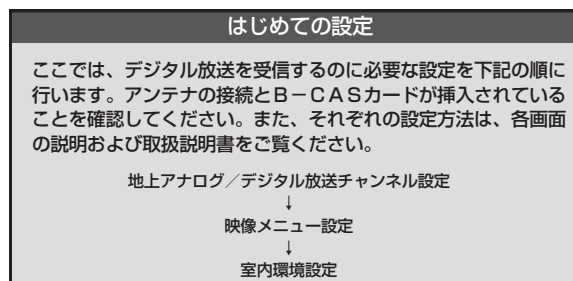 はじめての設定
ここでは、デジタル放送を受信するのに必要な設定を下記の順に
行います。アンテナの接続とB－CASカードが挿入されている
ことを確認してください。また、それぞれの設定方法は、各画面
の説明および取扱説明書をご覧ください。
地上アナログ／デジタル放送チャンネル設定
↓
映像メニュー設定
↓
室内環境設定